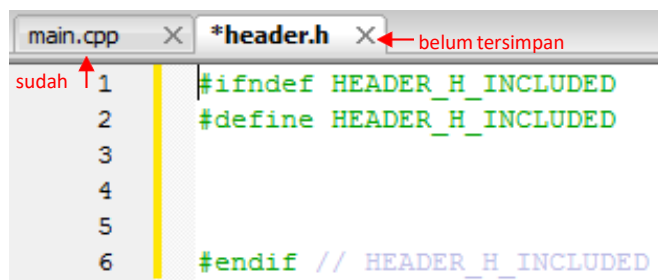 main.cpp
*header.h
belum tersimpan
sudah
1 #ifndef HEADER_H_INCLUDED
2 #define HEADER_H_INCLUDED
3
4
5
6 #endif // HEADER_H_INCLUDED